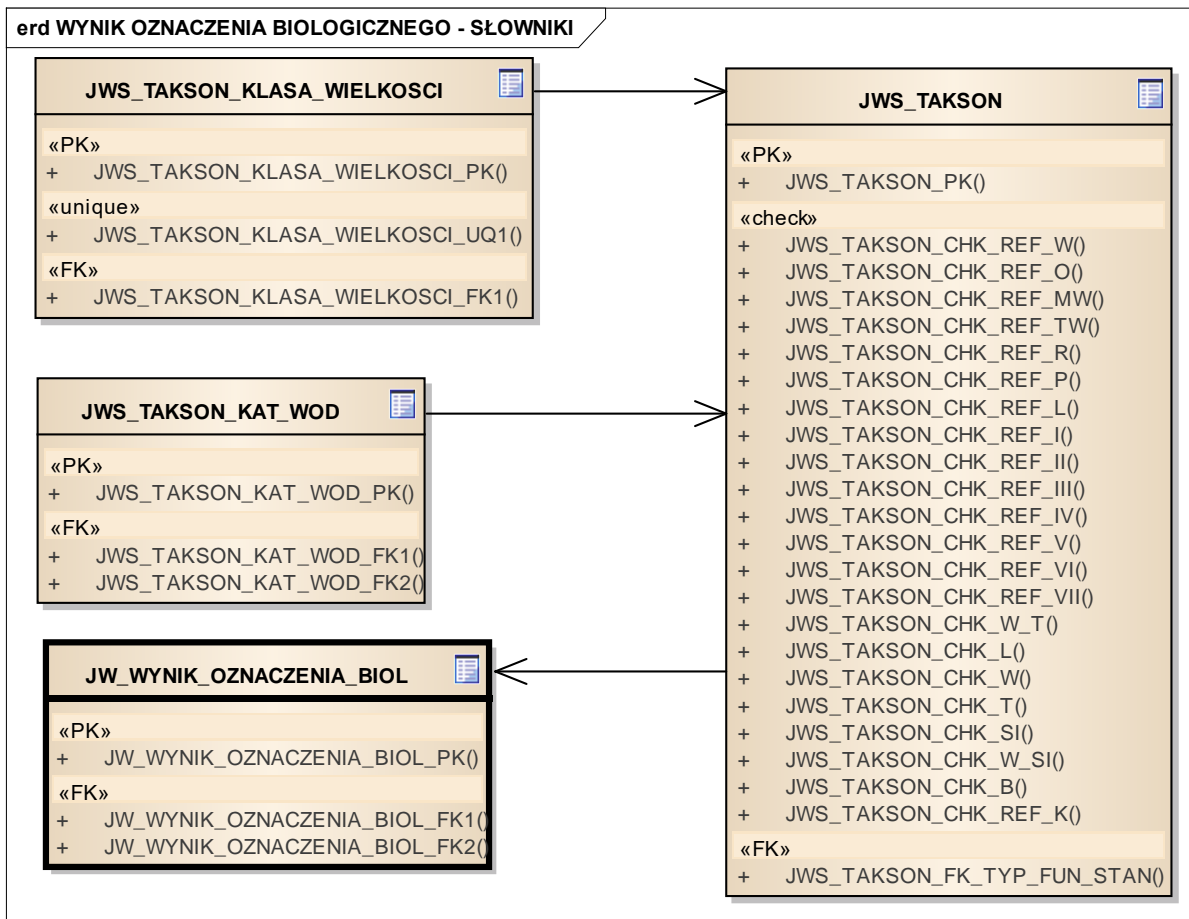 erd WYNIK OZNACZENIA BIOLOGICZNEGO - SŁOWNIKI
JWS_TAKSON_KLASA_WIELKOSCI
«PK»
+ JWS_TAKSON_KLASA_WIELKOSCI_PK()
«unique»
+ JWS_TAKSON_KLASA_WIELKOSCI_UQ1()
«FK»
+ JWS_TAKSON_KLASA_WIELKOSCI_FK1()
JWS_TAKSON_KAT_WOD
«PK»
+ JWS_TAKSON_KAT_WOD_PK()
«FK»
+ JWS_TAKSON_KAT_WOD_FK1()
+ JWS_TAKSON_KAT_WOD_FK2()
JW_WYNIK_OZNACZENIA_BIOL
«PK»
+ JW_WYNIK_OZNACZENIA_BIOL_PK()
«FK»
+ JW_WYNIK_OZNACZENIA_BIOL_FK1()
+ JW_WYNIK_OZNACZENIA_BIOL_FK2()
JWS_TAKSON
«PK»
+ JWS_TAKSON_PK()
«check»
+ JWS_TAKSON_CHK_REF_W()
+ JWS_TAKSON_CHK_REF_O()
+ JWS_TAKSON_CHK_REF_MW()
+ JWS_TAKSON_CHK_REF_TW()
+ JWS_TAKSON_CHK_REF_R()
+ JWS_TAKSON_CHK_REF_P()
+ JWS_TAKSON_CHK_REF_L()
+ JWS_TAKSON_CHK_REF_I()
+ JWS_TAKSON_CHK_REF_II()
+ JWS_TAKSON_CHK_REF_III()
+ JWS_TAKSON_CHK_REF_IV()
+ JWS_TAKSON_CHK_REF_V()
+ JWS_TAKSON_CHK_REF_VI()
+ JWS_TAKSON_CHK_REF_VII()
+ JWS_TAKSON_CHK_W_T()
+ JWS_TAKSON_CHK_L()
+ JWS_TAKSON_CHK_W()
+ JWS_TAKSON_CHK_T()
+ JWS_TAKSON_CHK_SI()
+ JWS_TAKSON_CHK_W_SI()
+ JWS_TAKSON_CHK_B()
+ JWS_TAKSON_CHK_REF_K()
«FK»
+ JWS_TAKSON_FK_TYP_FUN_STAN()